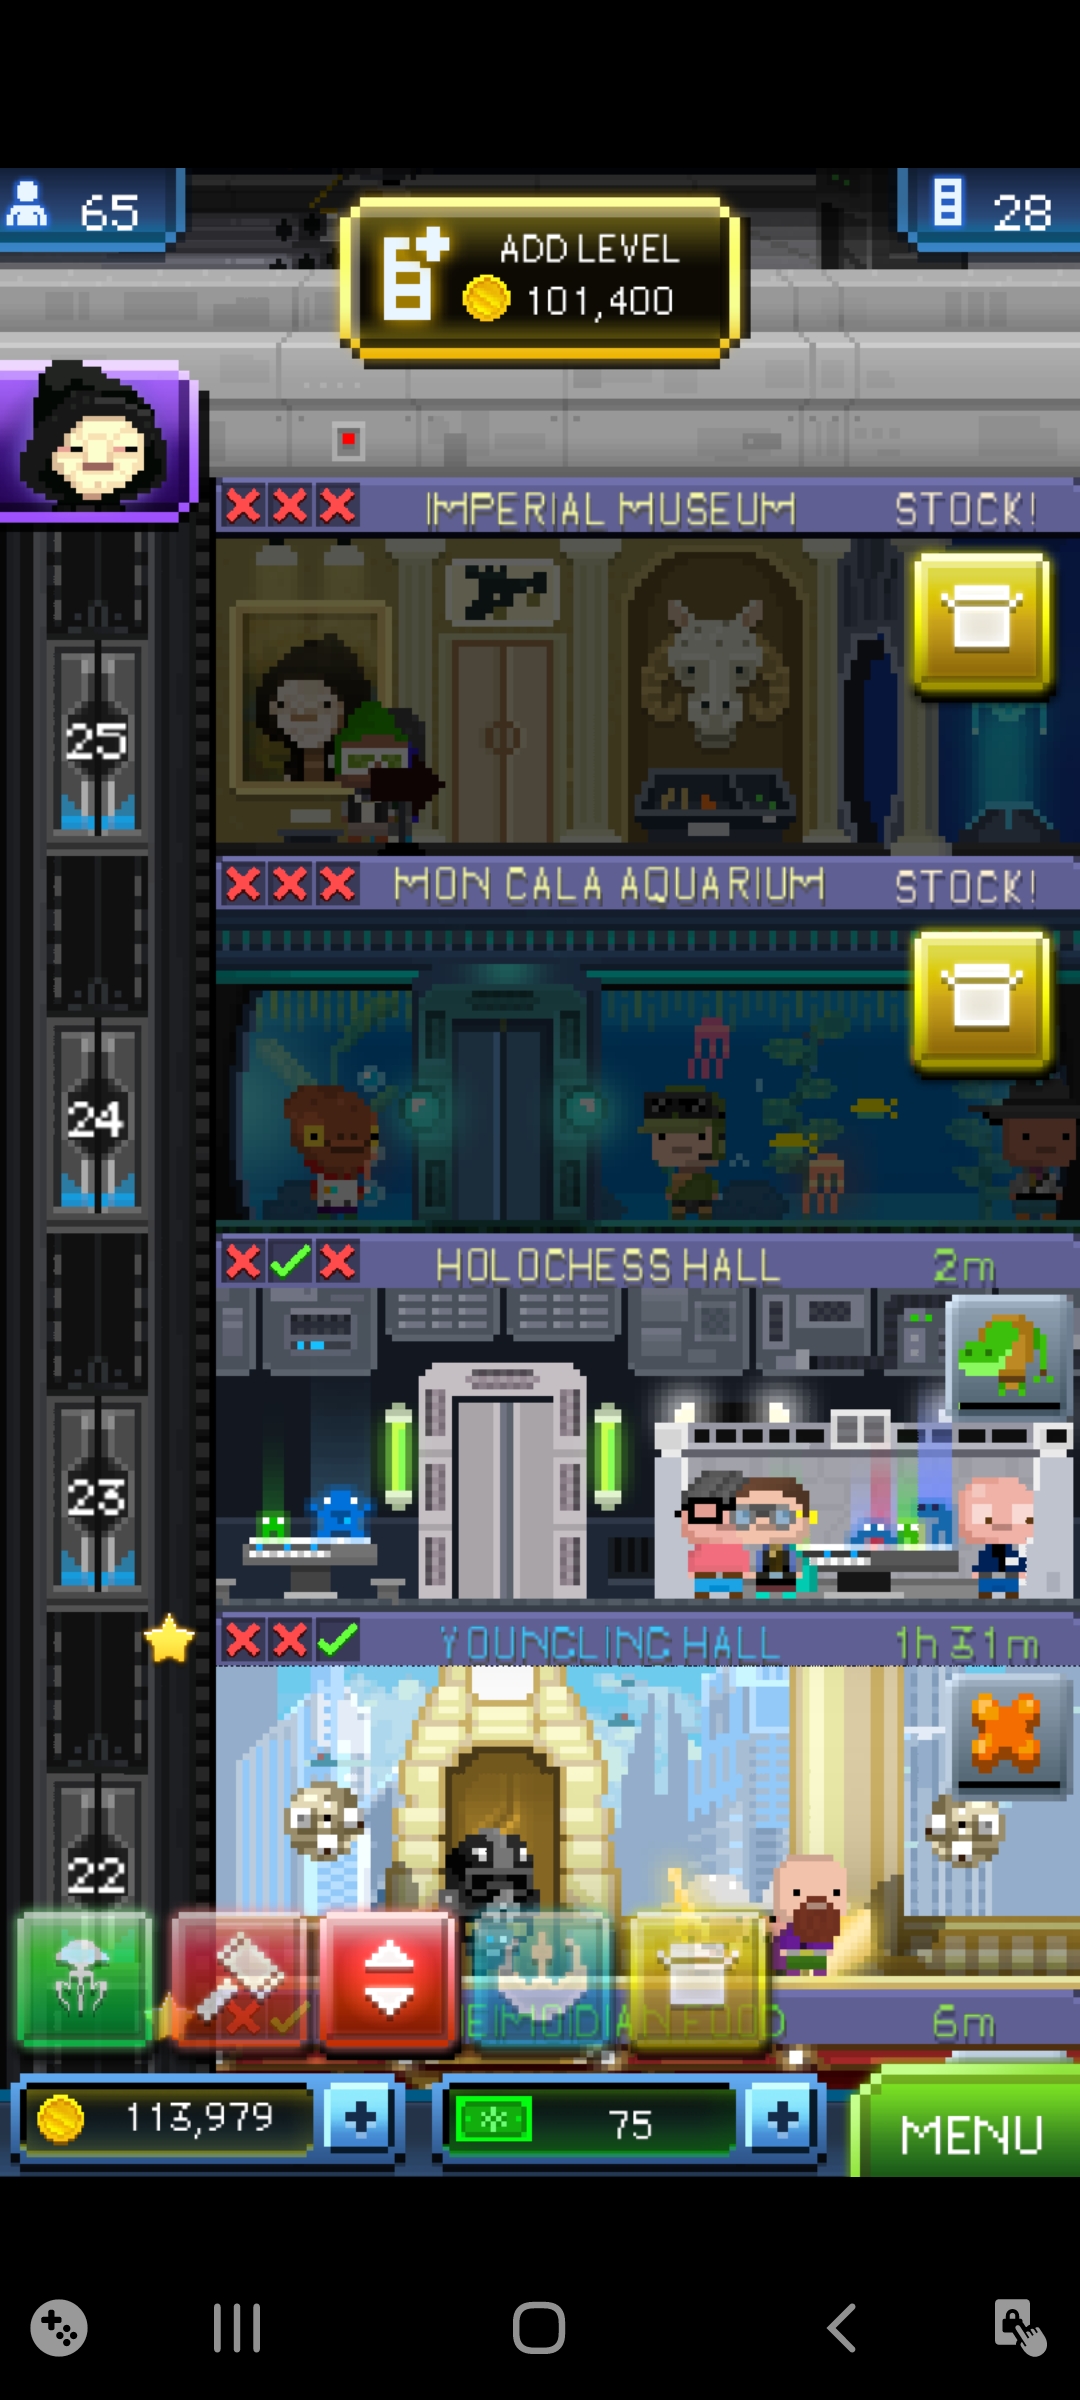 65
28
ADD LEVEL
101,400
IMPERIAL MUSEUM STOCK!
25
MON CALA AQUARIUM STOCK!
24
HOLOCHESS HALL 2m
23
YOUNGLING HALL 1h 31m
22
EIMOIDIAN FOOD 6m
113,979
75
MENU